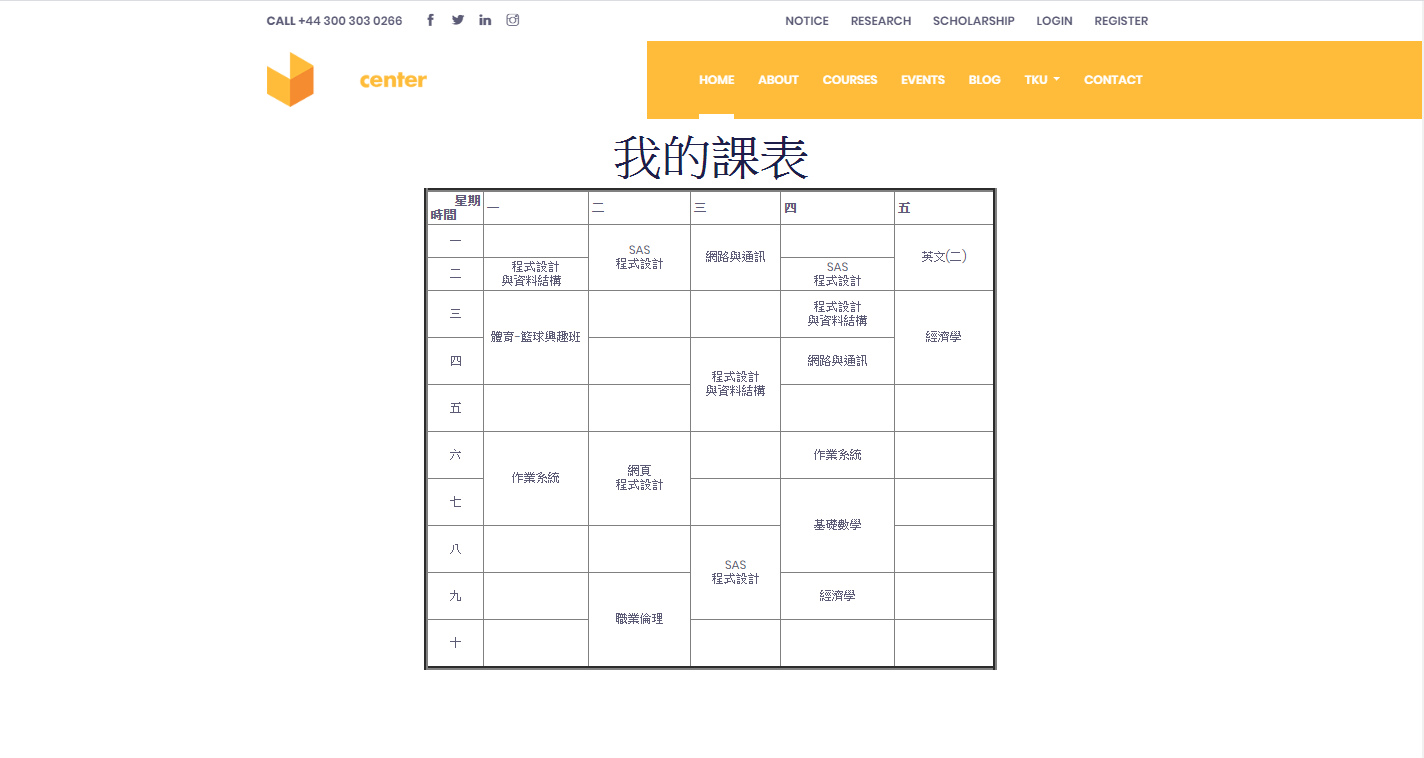 CALL +44 300 303 0266
NOTICE RESEARCH SCHOLARSHIP LOGIN REGISTER
center
HOME ABOUT COURSES EVENTS BLOG TKU CONTACT
我的課表
星期
時間
一 二 三 四 五
一
SAS
程式設計
網路與通訊
英文(二)
二
程式設計
與資料結構
SAS
程式設計
三
體育-籃球興趣班
程式設計
與資料結構
經濟學
四
程式設計
與資料結構
網路與通訊
五
六
作業系統
網頁
程式設計
作業系統
七
基礎數學
八
SAS
程式設計
九
職業倫理
經濟學
十